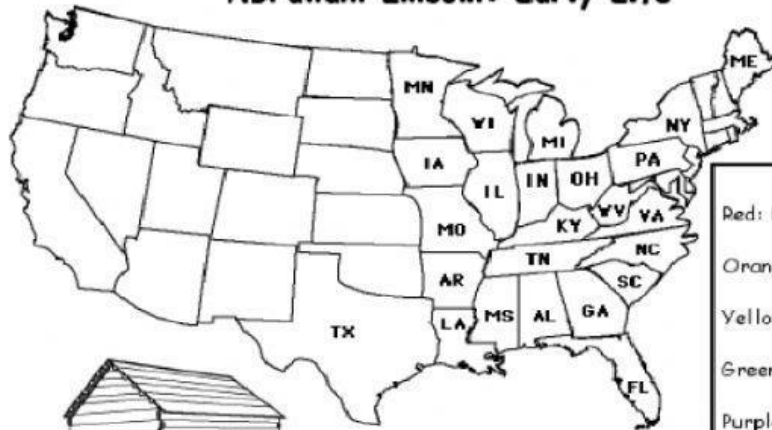 Abraham Lincoln: Early Life
ME
MN
WI
MI
NY
IA
PA
IL
IN
OH
WV
VA
MO
KY
NC
TN
AR
SC
MS
AL
GA
LA
TX
FL
Red:
Oran
Yello
Green
Purpl